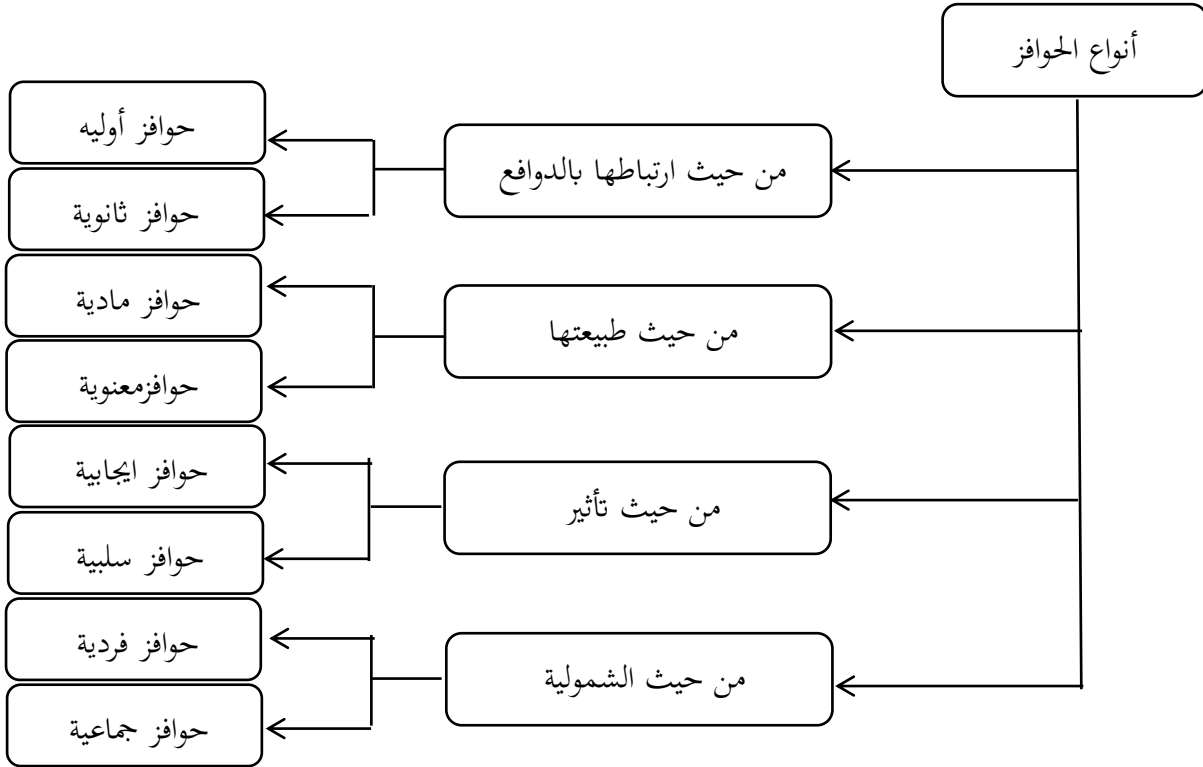 أنواع الحوافز
من حيث ارتباطها بالدوافع
حوافز أوليه
حوافز ثانوية
من حيث طبيعتها
حوافز مادية
حوافزمعنوية
من حيث تأثير
حوافز ايجابية
حوافز سلبية
من حيث الشمولية
حوافز فردية
حوافز جماعية